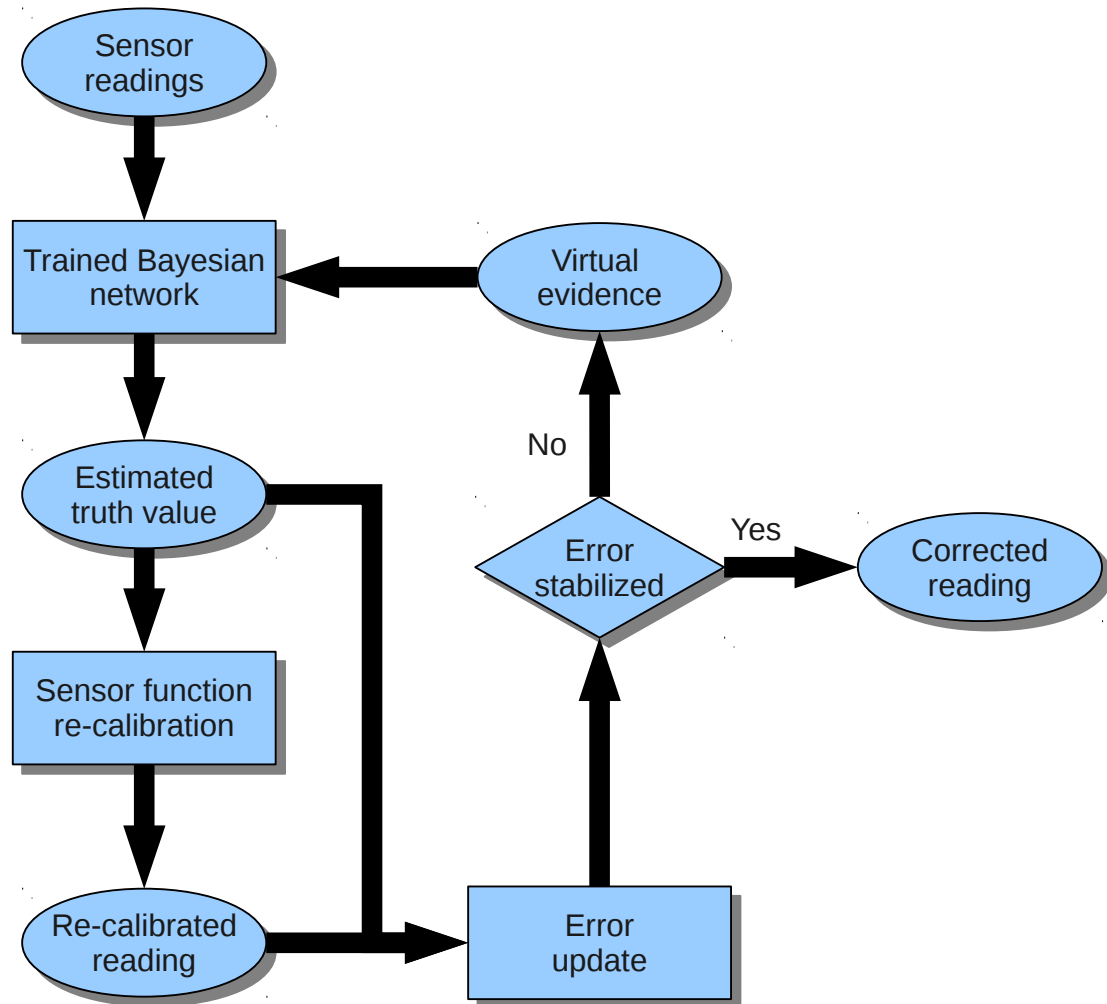 Sensor
readings
Trained Bayesian
network
Virtual
evidence
Estimated
truth value
No
Error
stabilized
Yes
Corrected
reading
Sensor function
re-calibration
Re-calibrated
reading
Error
update